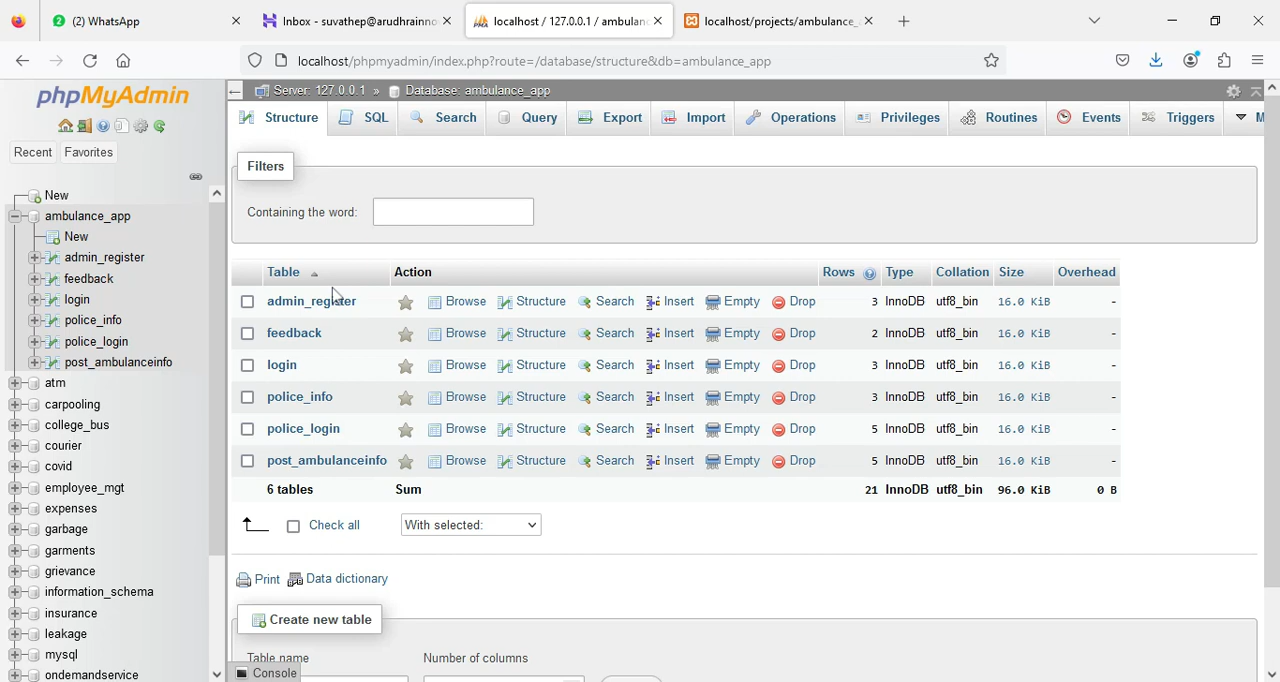 (2) WhatsApp
Inbox - suvathep@arudhrainno
localhost / 127.0.0.1 / ambulan
localhost/projects/ambulance_
localhost/phpmyadmin/index.php?route=/database/structure&db=ambulance_app
phpMyAdmin
Recent Favorites
New
ambulance_app
New
admin_register
feedback
login
police_info
police_login
post_ambulanceinfo
atm
carpooling
college_bus
courier
covid
employee_mgt
expenses
garbage
garments
grievance
information_schema
insurance
leakage
mysql
ondemandservice
Server: 127.0.0.1 » Database: ambulance_app
Structure SQL Search Query Export Import Operations Privileges Routines Events Triggers M
Filters
Containing the word:
Table Action Rows Type Collation Size Overhead
admin_register Browse Structure Search Insert Empty Drop 3 InnoDB utf8_bin 16.0 KiB -
feedback Browse Structure Search Insert Empty Drop 2 InnoDB utf8_bin 16.0 KiB -
login Browse Structure Search Insert Empty Drop 3 InnoDB utf8_bin 16.0 KiB -
police_info Browse Structure Search Insert Empty Drop 3 InnoDB utf8_bin 16.0 KiB -
police_login Browse Structure Search Insert Empty Drop 5 InnoDB utf8_bin 16.0 KiB -
post_ambulanceinfo Browse Structure Search Insert Empty Drop 5 InnoDB utf8_bin 16.0 KiB -
6 tables Sum 21 InnoDB utf8_bin 96.0 KiB 0 B
Check all With selected:
Print Data dictionary
Create new table
Table name Number of columns
Console